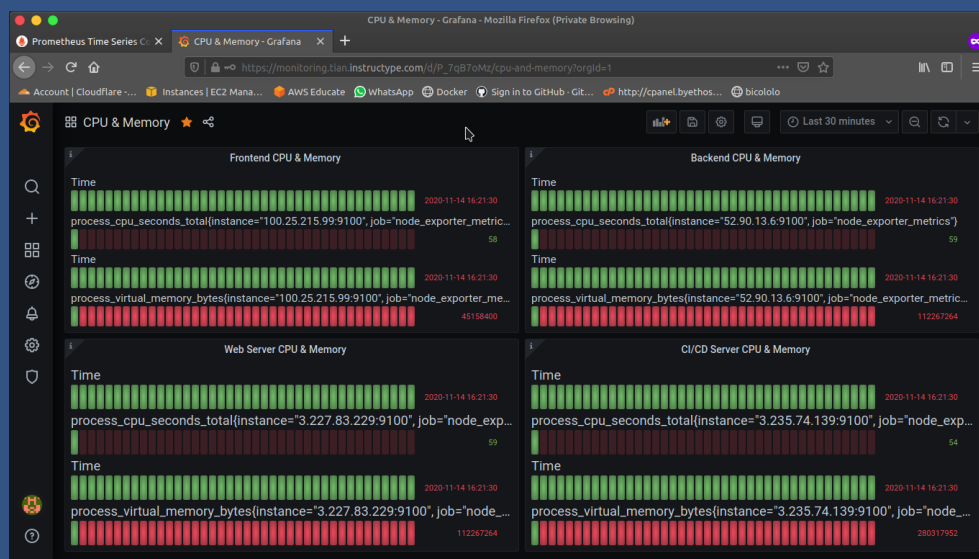 CPU & Memory - Grafana - Mozilla Firefox (Private Browsing)
Prometheus Time Series Co
CPU & Memory - Grafana
https://monitoring.tian.instructype.com/d/P_7qB7oMz/cpu-and-memory?orgId=1
Account | Cloudflare -... Instances | EC2 Mana... AWS Educate WhatsApp Docker Sign in to GitHub · Git... http://cpanel.byethos... bicololo
CPU & Memory
Last 30 minutes
Frontend CPU & Memory
Time
2020-11-14 16:21:30
process_cpu_seconds_total{instance="100.25.215.99:9100", job="node_exporter_metric...
58
Time
2020-11-14 16:21:30
process_virtual_memory_bytes{instance="100.25.215.99:9100", job="node_exporter_me...
45158400
Backend CPU & Memory
Time
2020-11-14 16:21:30
process_cpu_seconds_total{instance="52.90.13.6:9100", job="node_exporter_metrics"}
59
Time
2020-11-14 16:21:30
process_virtual_memory_bytes{instance="52.90.13.6:9100", job="node_exporter_metric...
112267264
Web Server CPU & Memory
Time
2020-11-14 16:21:30
process_cpu_seconds_total{instance="3.227.83.229:9100", job="node_exp...
59
Time
2020-11-14 16:21:30
process_virtual_memory_bytes{instance="3.227.83.229:9100", job="node_...
112267264
CI/CD Server CPU & Memory
Time
2020-11-14 16:21:30
process_cpu_seconds_total{instance="3.235.74.139:9100", job="node_exp...
54
Time
2020-11-14 16:21:30
process_virtual_memory_bytes{instance="3.235.74.139:9100", job="node_...
280317952